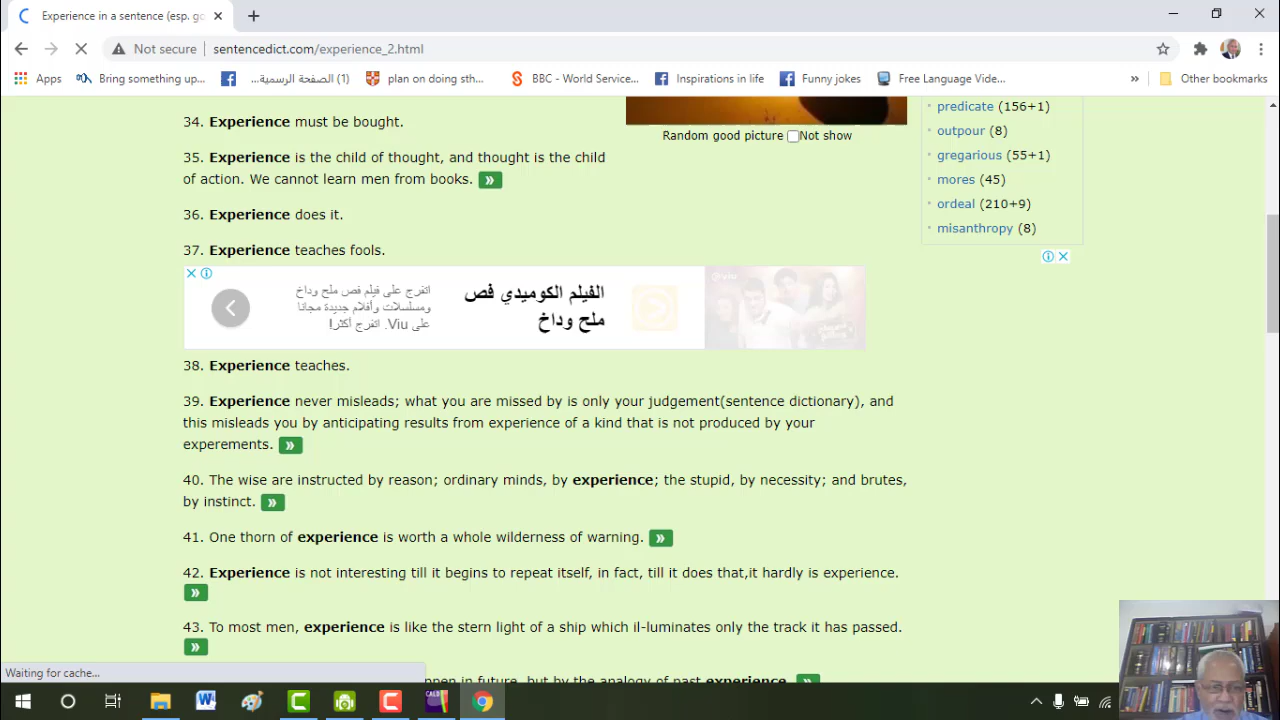 Experience in a sentence (esp. go
Not secure | sentencedict.com/experience_2.html
Apps
Bring something up...
(1) الصفحة الرسمية...
plan on doing sth...
BBC - World Service...
Inspirations in life
Funny jokes
Free Language Vide...
»
Other bookmarks
34. Experience must be bought.
35. Experience is the child of thought, and thought is the child
of action. We cannot learn men from books. »
36. Experience does it.
37. Experience teaches fools.
الفيلم الكوميدي فص
ملح وداخ
اتفرج على فيلم فص ملح وداخ
ومسلسلات وأفلام جديدة مجانا
على Viu. اتفرج أكثر!
viu
38. Experience teaches.
39. Experience never misleads; what you are missed by is only your judgement(sentence dictionary), and
this misleads you by anticipating results from experience of a kind that is not produced by your
experements. »
40. The wise are instructed by reason; ordinary minds, by experience; the stupid, by necessity; and brutes,
by instinct. »
41. One thorn of experience is worth a whole wilderness of warning. »
42. Experience is not interesting till it begins to repeat itself, in fact, till it does that,it hardly is experience.
»
43. To most men, experience is like the stern light of a ship which il-luminates only the track it has passed.
»
in future, but by the analogy of past experience. »
Random good picture Not show
predicate (156+1)
outpour (8)
gregarious (55+1)
mores (45)
ordeal (210+9)
misanthropy (8)
Waiting for cache...
CALD